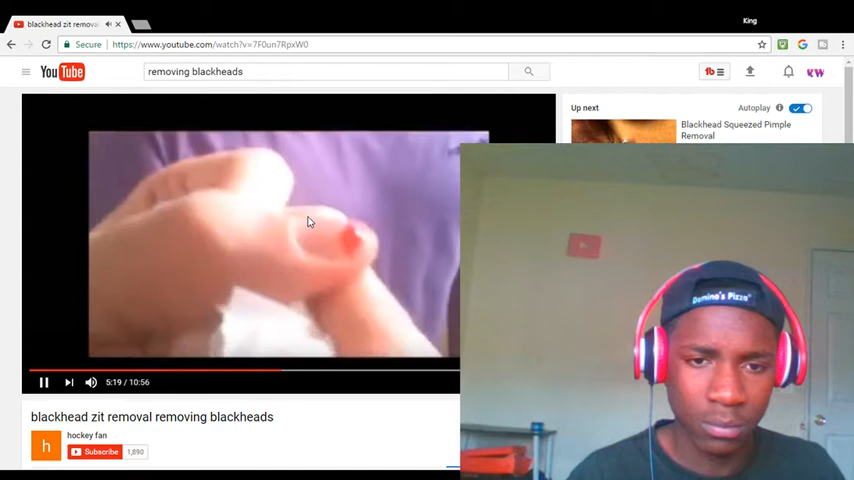 King
blackhead zit remova
Secure
https://www.youtube.com/watch?v=7F0un7RpxW0
YouTube
removing blackheads
Up next
Autoplay
Blackhead Squeezed Pimple
Removal
Domino's Pizza
5:19 / 10:56
blackhead zit removal removing blackheads
h
hockey fan
Subscribe
1,890